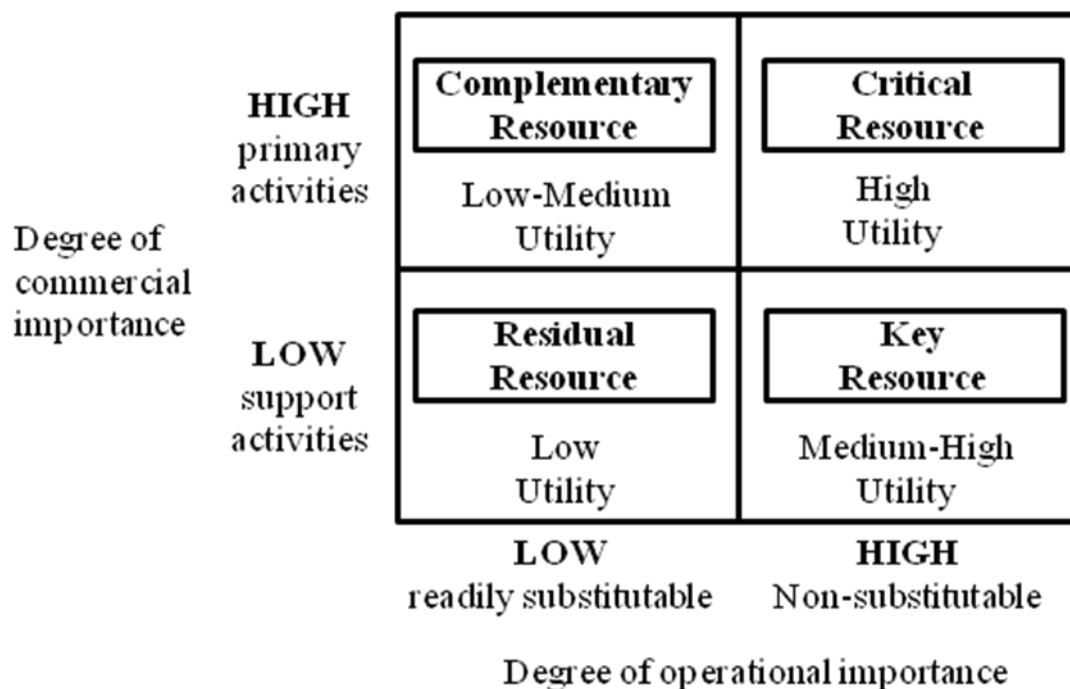 Degree of
commercial
importance
HIGH
primary
activities
Complementary
Resource
Low-Medium
Utility
Critical
Resource
High
Utility
LOW
support
activities
Residual
Resource
Low
Utility
Key
Resource
Medium-High
Utility
LOW
readily substitutable
HIGH
Non-substitutable
Degree of operational importance